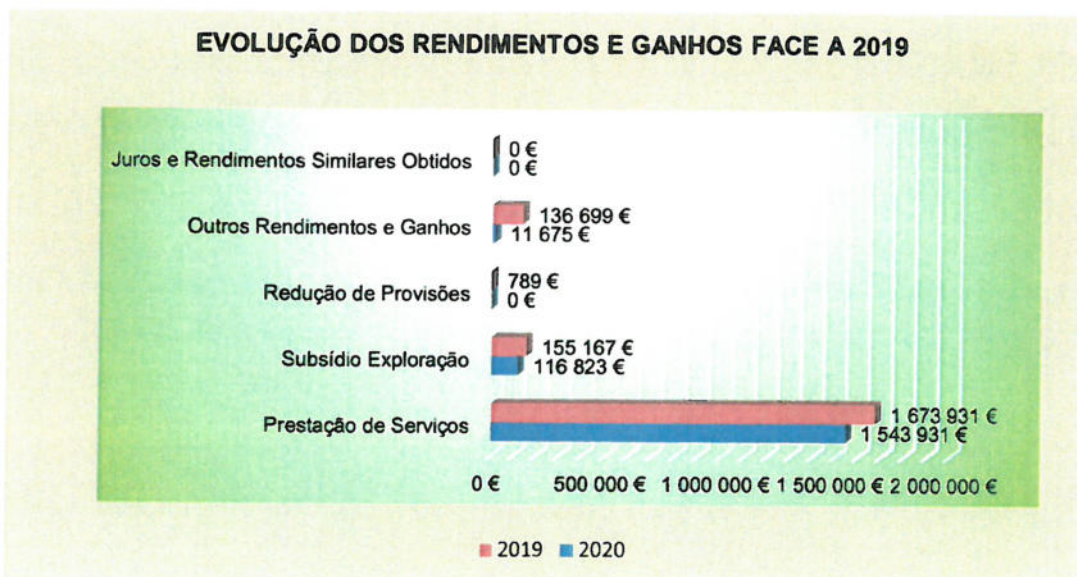 EVOLUÇÃO DOS RENDIMENTOS E GANHOS FACE A 2019
Juros e Rendimentos Similares Obtidos
0 €
0 €
Outros Rendimentos e Ganhos
136 699 €
11 675 €
Redução de Provisões
789 €
0 €
Subsídio Exploração
155 167 €
116 823 €
Prestação de Serviços
1 673 931 €
1 543 931 €
0 € 500 000 € 1 000 000 € 1 500 000 € 2 000 000 €
2019 2020